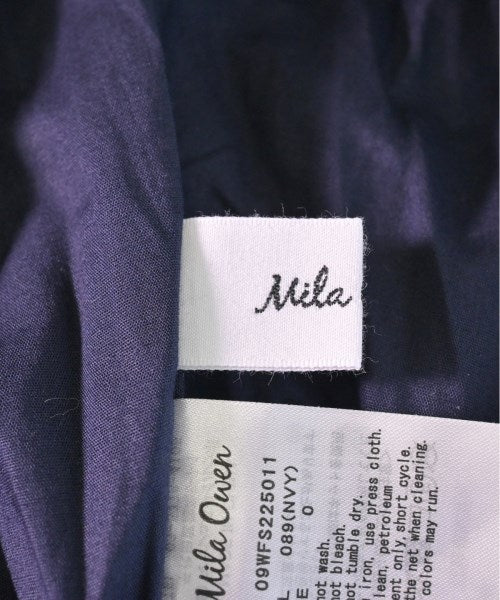 Mila
Mila Owen
09WFS225011
089(NVY)
0
not wash.
not bleach.
not tumble dry.
iron, use press cloth.
lean, petroleum
ent only, short cycle.
the net when cleaning.
colors may run.